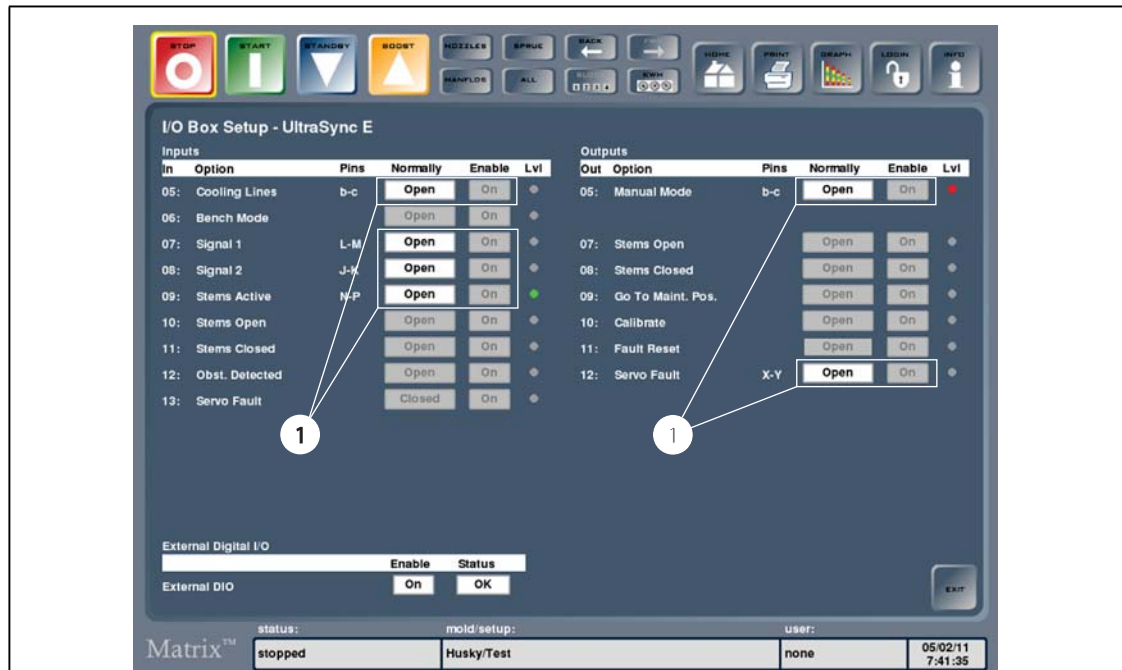 STOP START STANDBY BOOST NOZZLES SPRUE BACK HOME PRINT GRAPH LOGIN INFO
MANFLDS ALL 1 2 3 4 KWH
I/O Box Setup - UltraSync E
Inputs Outputs
In Option Pins Normally Enable Lvl Out Option Pins Normally Enable Lvl
05: Cooling Lines b-c Open On 05: Manual Mode b-c Open On
06: Bench Mode Open On
07: Signal 1 L-M Open On 07: Stems Open Open On
08: Signal 2 J-K Open On 08: Stems Closed Open On
09: Stems Active N-P Open On 09: Go To Maint. Pos. Open On
10: Stems Open Open On 10: Calibrate Open On
11: Stems Closed Open On 11: Fault Reset Open On
12: Obst. Detected Open On 12: Servo Fault X-Y Open On
13: Servo Fault Closed On
1 1
External Digital I/O
Enable Status
External DIO On OK
EXIT
status: mold/setup: user:
Matrix™ stopped Husky/Test none 05/02/11
7:41:35